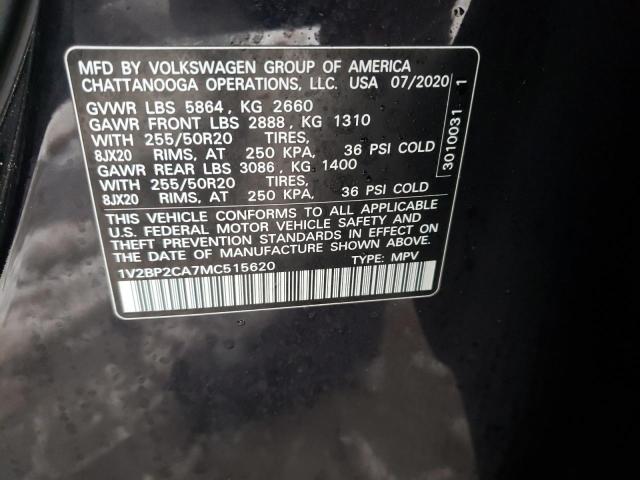 MFD BY VOLKSWAGEN GROUP OF AMERICA
CHATTANOOGA OPERATIONS, LLC. USA 07/2020
GVWR LBS 5864, KG 2660
GAWR FRONT LBS 2888, KG 1310
WITH 255/50R20 TIRES,
8JX20 RIMS, AT 250 KPA, 36 PSI COLD
GAWR REAR LBS 3086, KG 1400
WITH 255/50R20 TIRES,
8JX20 RIMS, AT 250 KPA, 36 PSI COLD
THIS VEHICLE CONFORMS TO ALL APPLICABLE
U.S. FEDERAL MOTOR VEHICLE SAFETY AND
THEFT PREVENTION STANDARDS IN EFFECT ON
THE DATE OF MANUFACTURE SHOWN ABOVE.
1V2BP2CA7MC515620 TYPE: MPV
3010031 1